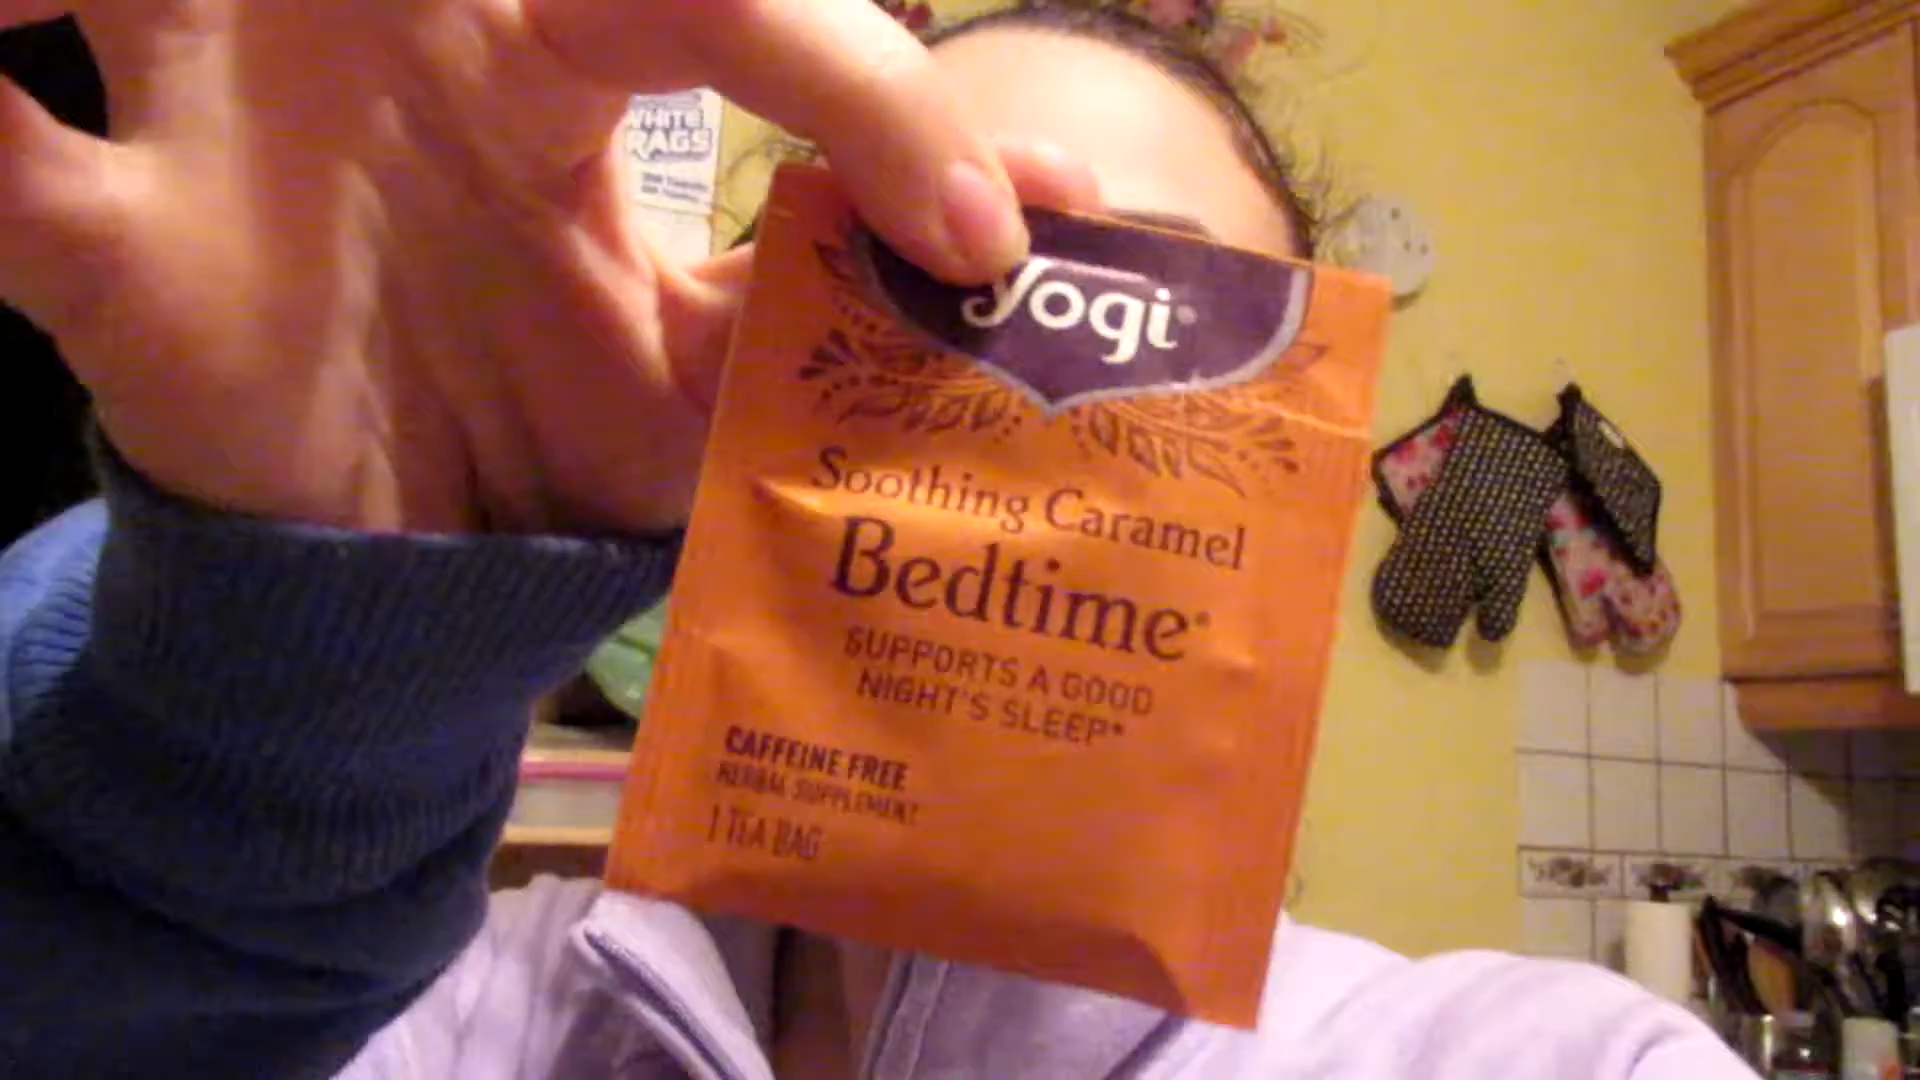 WHITE
RAGS
yogi
Soothing Caramel
Bedtime®
SUPPORTS A GOOD
NIGHT'S SLEEP*
CAFFEINE FREE
HERBAL SUPPLEMENT
1 TEA BAG